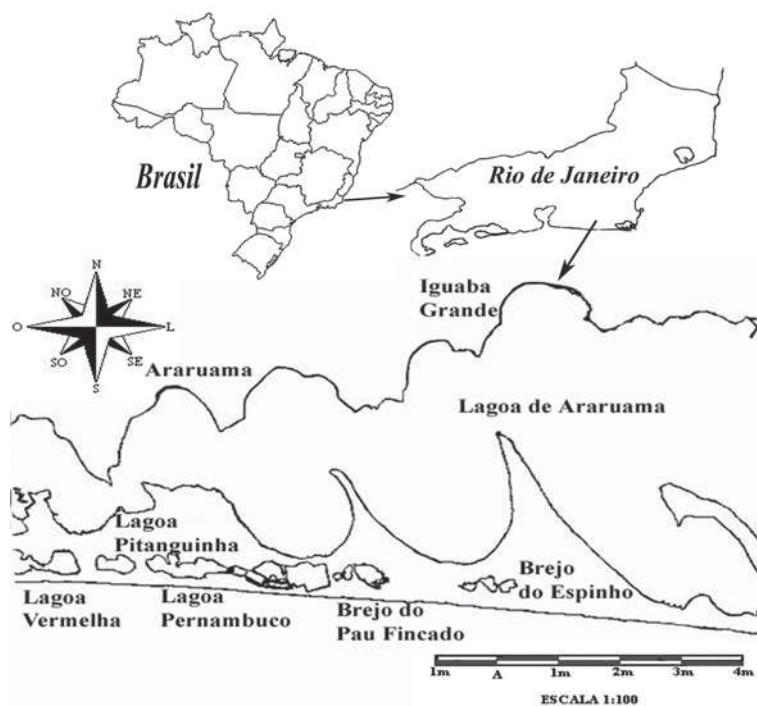 Brasil
Rio de Janeiro
N
NO
NE
O
L
SO
SE
S
Iguaba
Grande
Araruama
Lagoa de Araruama
Lagoa
Pitanguinha
Brejo
do Espinho
Lagoa
Vermelha
Lagoa
Pernambuco
Brejo do
Pau Fincado
1m A 1m 2m 3m 4m
ESCALA 1:100